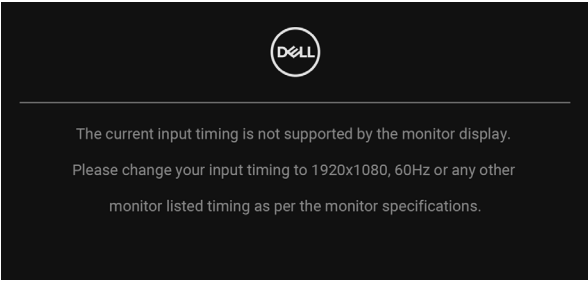 DELL
The current input timing is not supported by the monitor display.
Please change your input timing to 1920x1080, 60Hz or any other
monitor listed timing as per the monitor specifications.